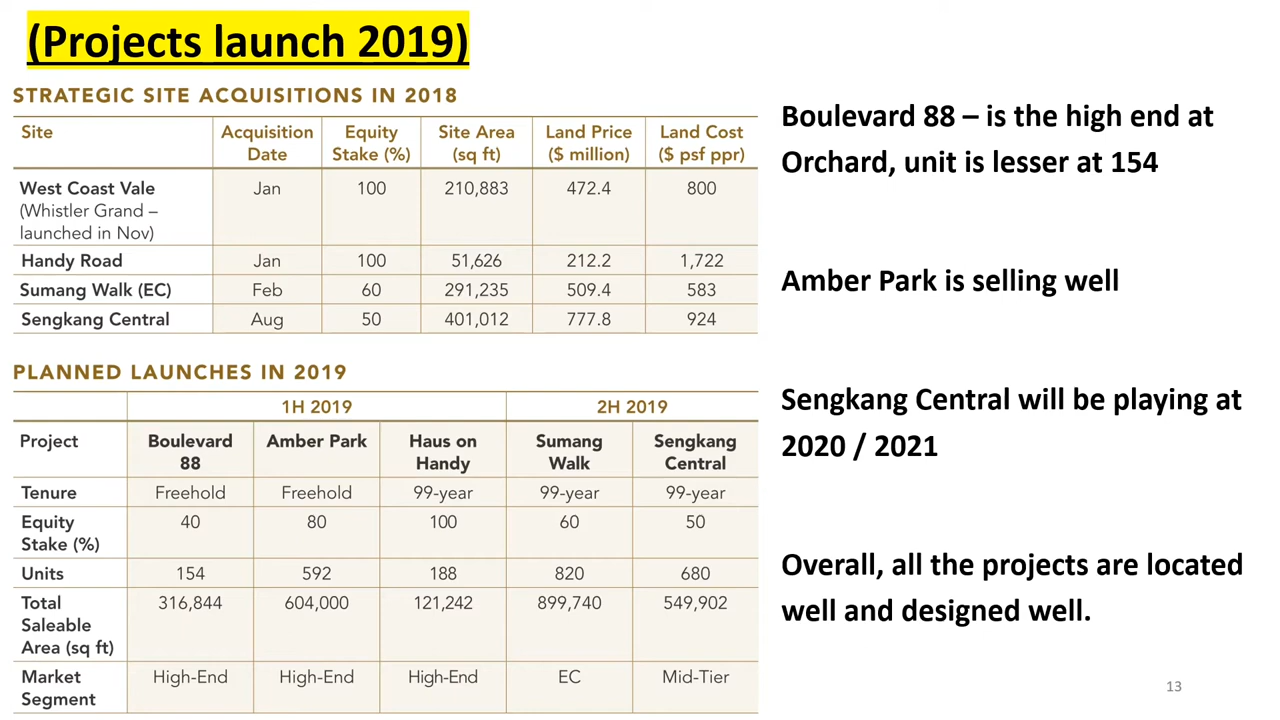 (Projects launch 2019)
STRATEGIC SITE ACQUISITIONS IN 2018
Site Acquisition Date Equity Stake (%) Site Area (sq ft) Land Price ($ million) Land Cost ($ psf ppr)
West Coast Vale (Whistler Grand – launched in Nov) Jan 100 210,883 472.4 800
Handy Road Jan 100 51,626 212.2 1,722
Sumang Walk (EC) Feb 60 291,235 509.4 583
Sengkang Central Aug 50 401,012 777.8 924
PLANNED LAUNCHES IN 2019
1H 2019 2H 2019
Project Boulevard 88 Amber Park Haus on Handy Sumang Walk Sengkang Central
Tenure Freehold Freehold 99-year 99-year 99-year
Equity Stake (%) 40 80 100 60 50
Units 154 592 188 820 680
Total Saleable Area (sq ft) 316,844 604,000 121,242 899,740 549,902
Market Segment High-End High-End High-End EC Mid-Tier
Boulevard 88 – is the high end at
Orchard, unit is lesser at 154
Amber Park is selling well
Sengkang Central will be playing at
2020 / 2021
Overall, all the projects are located
well and designed well.
13